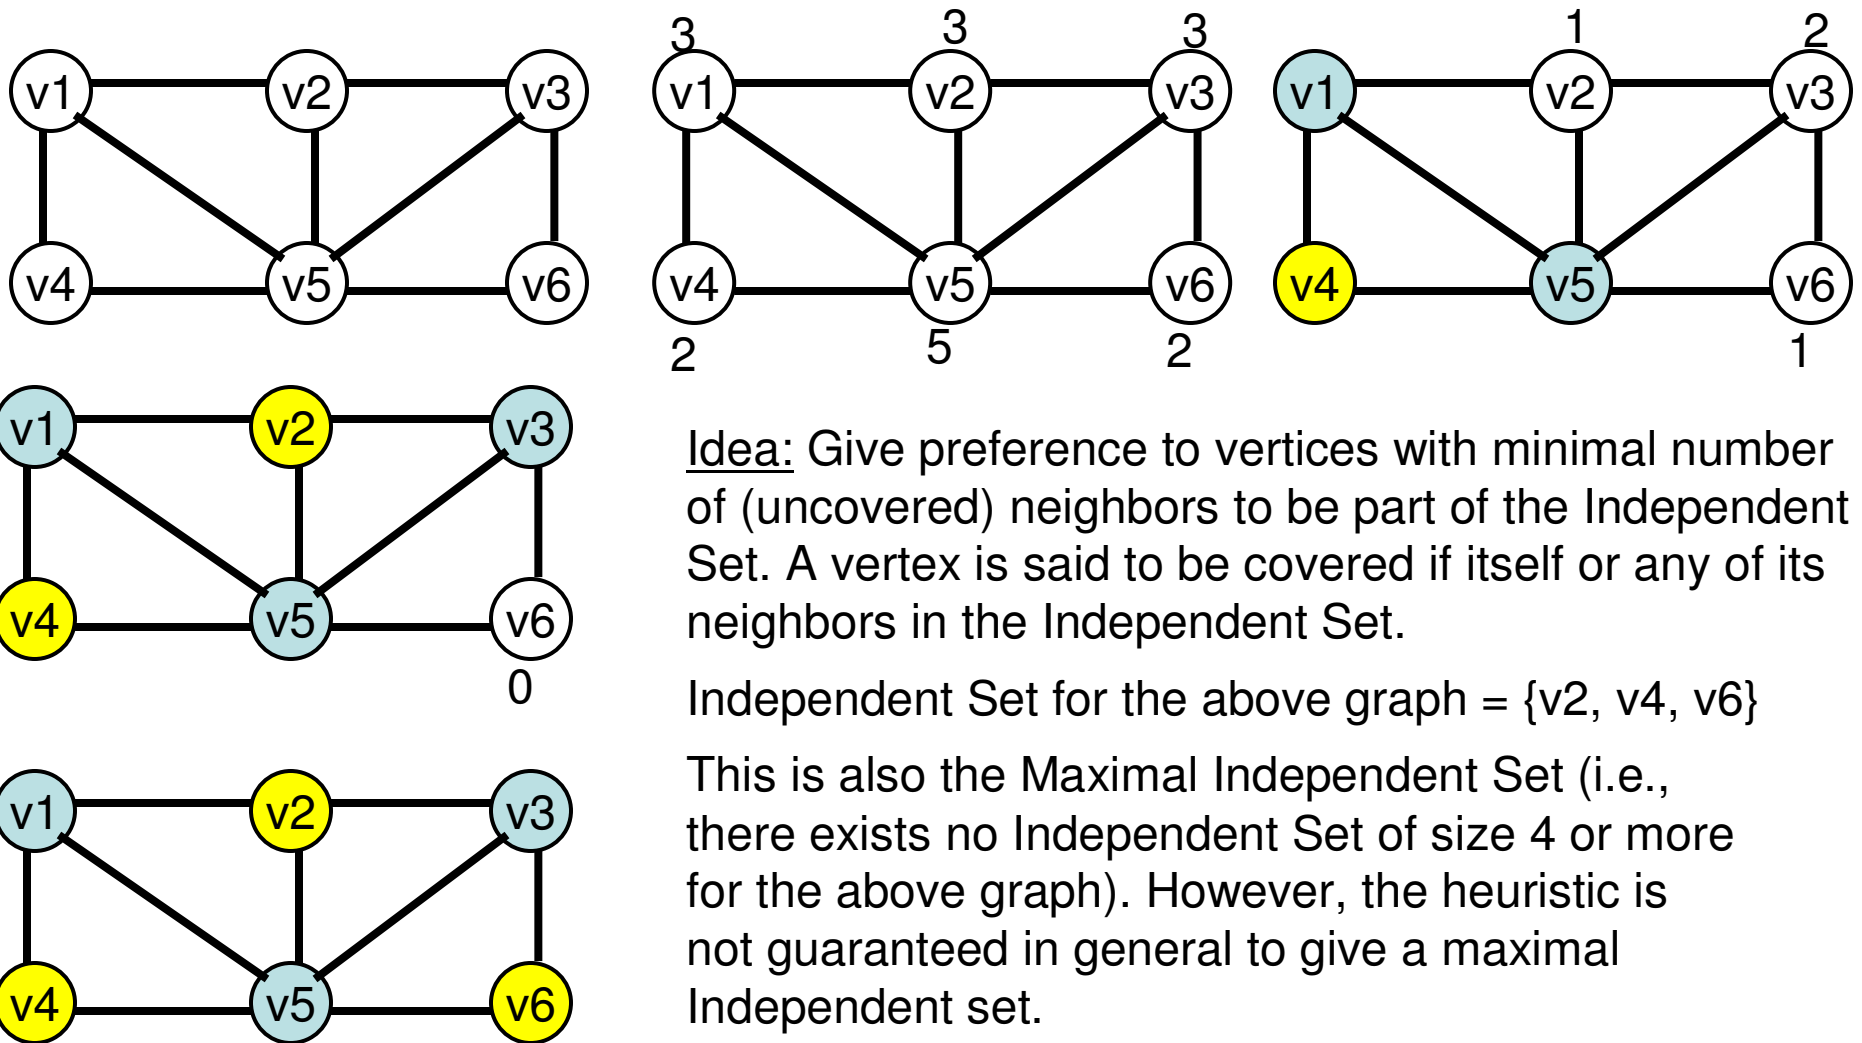 3 3 3 1 2
v1 v2 v3 v1 v2 v3 v1 v2 v3
v4 v5 v6 v4 v5 v6 v4 v5 v6
2 5 2 1
v1 v2 v3
v4 v5 v6
0
v1 v2 v3
v4 v5 v6
Idea: Give preference to vertices with minimal number
of (uncovered) neighbors to be part of the Independent
Set. A vertex is said to be covered if itself or any of its
neighbors in the Independent Set.
Independent Set for the above graph = {v2, v4, v6}
This is also the Maximal Independent Set (i.e.,
there exists no Independent Set of size 4 or more
for the above graph). However, the heuristic is
not guaranteed in general to give a maximal
Independent set.